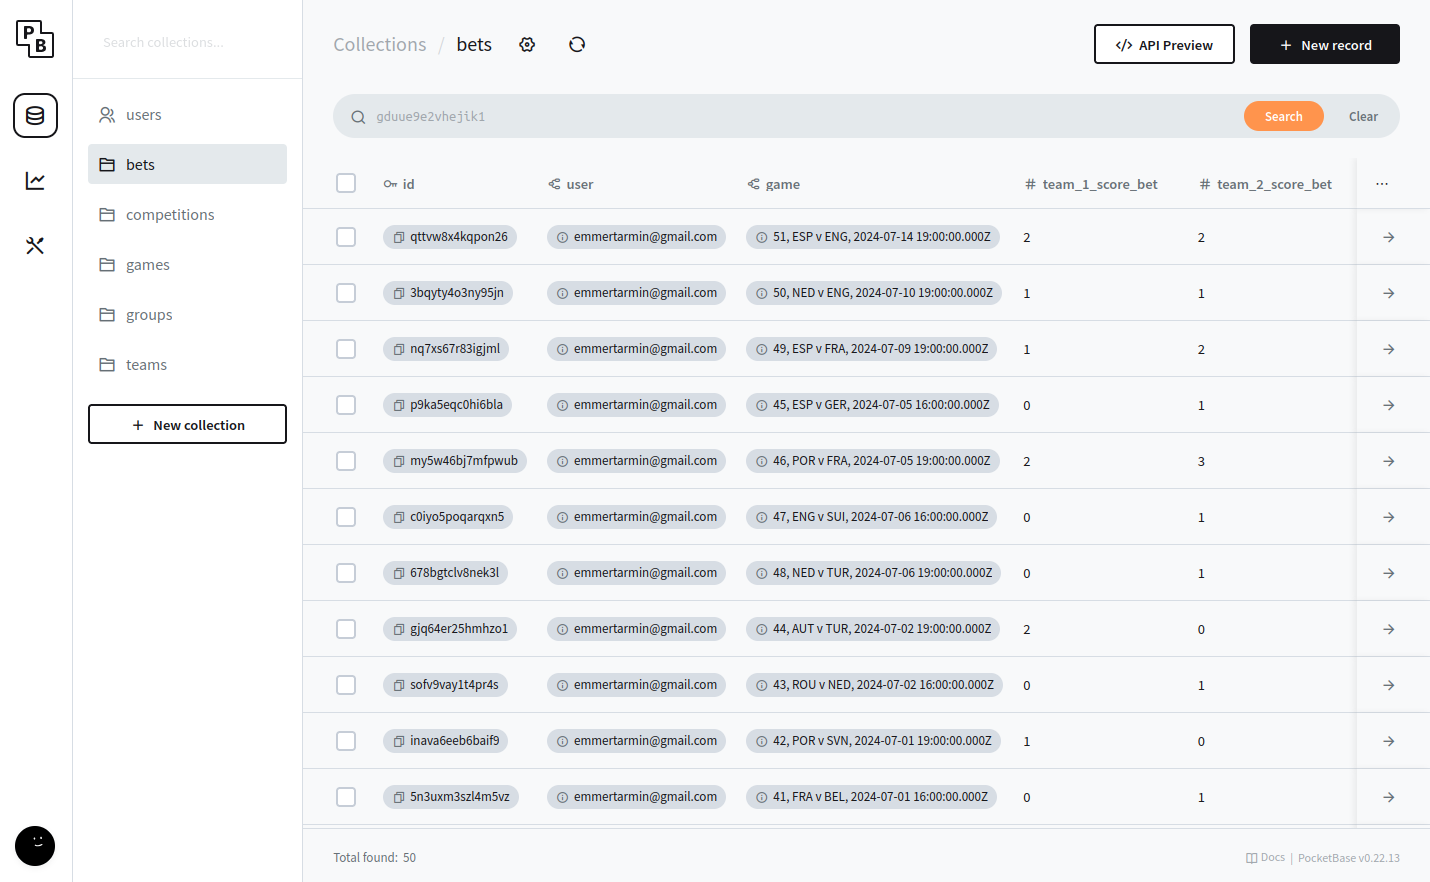 PB
Search collections...
users
bets
competitions
games
groups
teams
+ New collection
Collections / bets
</> API Preview
+ New record
gduue9e2vhejik1
Search
Clear
id user game # team_1_score_bet # team_2_score_bet ...
qttvw8x4kqpon26 emmertarmin@gmail.com 51, ESP v ENG, 2024-07-14 19:00:00.000Z 2 2
3bqyty4o3ny95jn emmertarmin@gmail.com 50, NED v ENG, 2024-07-10 19:00:00.000Z 1 1
nq7xs67r83igjml emmertarmin@gmail.com 49, ESP v FRA, 2024-07-09 19:00:00.000Z 1 2
p9ka5eqc0hi6bla emmertarmin@gmail.com 45, ESP v GER, 2024-07-05 16:00:00.000Z 0 1
my5w46bj7mfpwub emmertarmin@gmail.com 46, POR v FRA, 2024-07-05 19:00:00.000Z 2 3
c0iyo5poqarqxn5 emmertarmin@gmail.com 47, ENG v SUI, 2024-07-06 16:00:00.000Z 0 1
678bgtclv8nek3l emmertarmin@gmail.com 48, NED v TUR, 2024-07-06 19:00:00.000Z 0 1
gjq64er25hmhzo1 emmertarmin@gmail.com 44, AUT v TUR, 2024-07-02 19:00:00.000Z 2 0
sofv9vay1t4pr4s emmertarmin@gmail.com 43, ROU v NED, 2024-07-02 16:00:00.000Z 0 1
inava6eeb6baif9 emmertarmin@gmail.com 42, POR v SVN, 2024-07-01 19:00:00.000Z 1 0
5n3uxm3szl4m5vz emmertarmin@gmail.com 41, FRA v BEL, 2024-07-01 16:00:00.000Z 0 1
Total found: 50
Docs | PocketBase v0.22.13